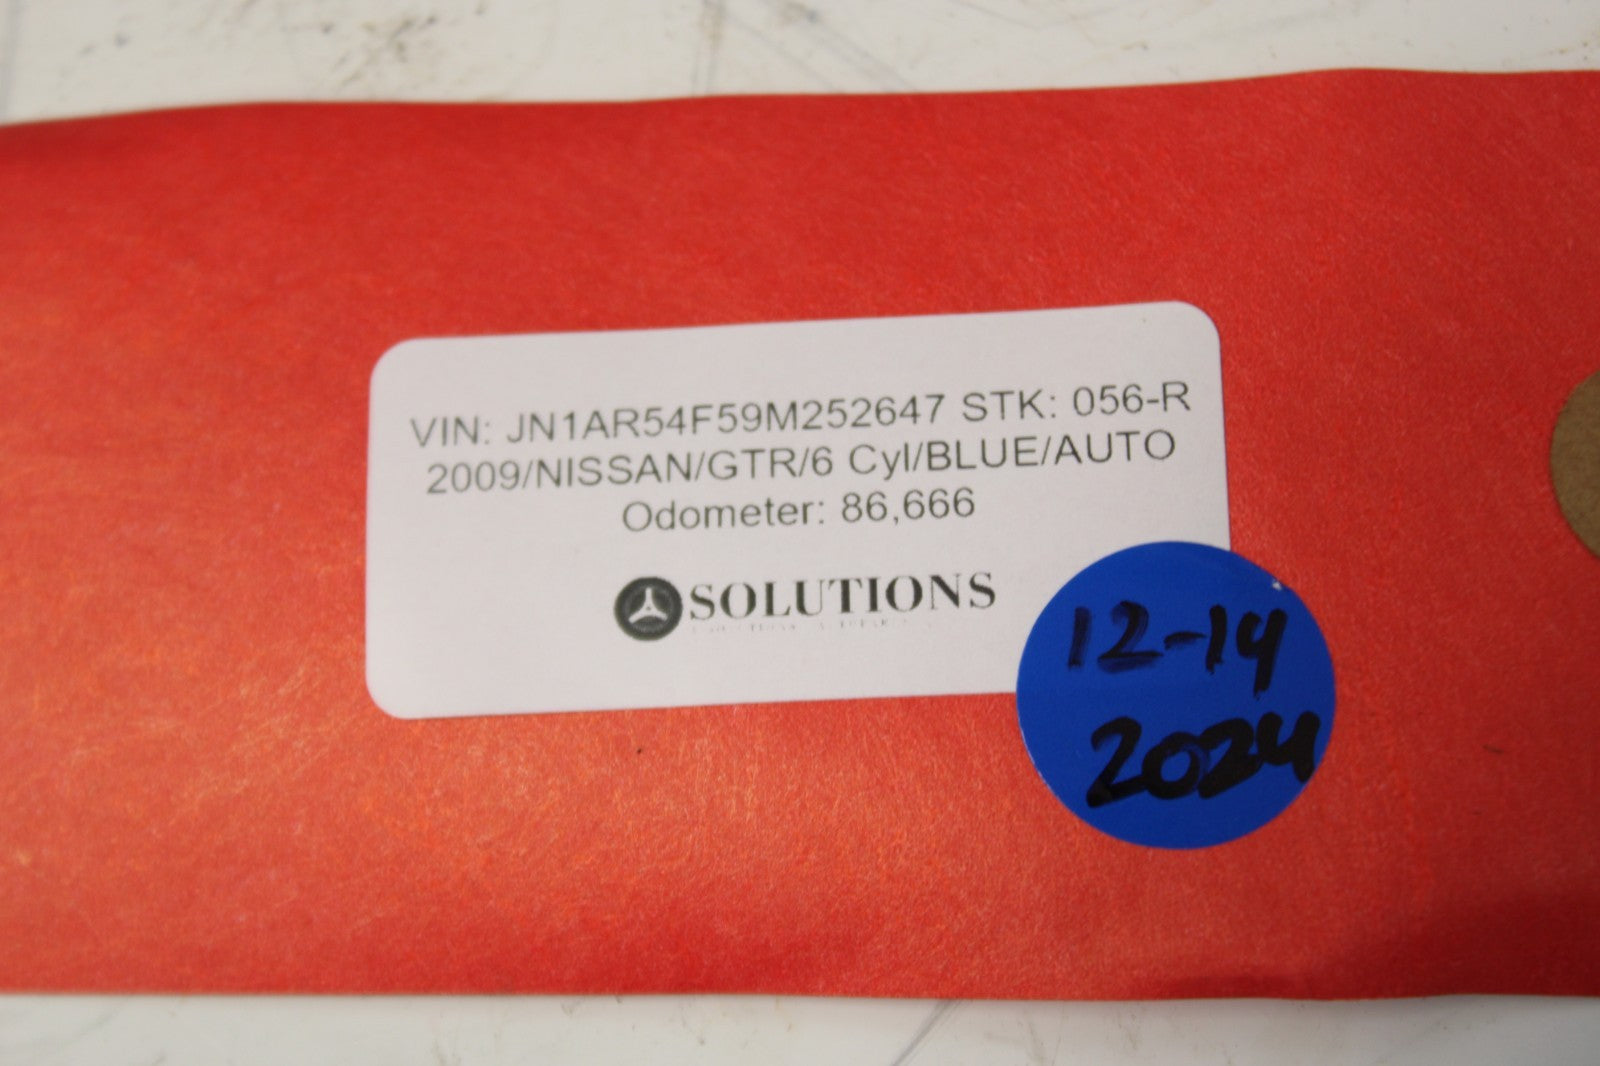 VIN: JN1AR54F59M252647 STK: 056-R
2009/NISSAN/GTR/6 Cyl/BLUE/AUTO
Odometer: 86,666
SOLUTIONS
12-14
2024